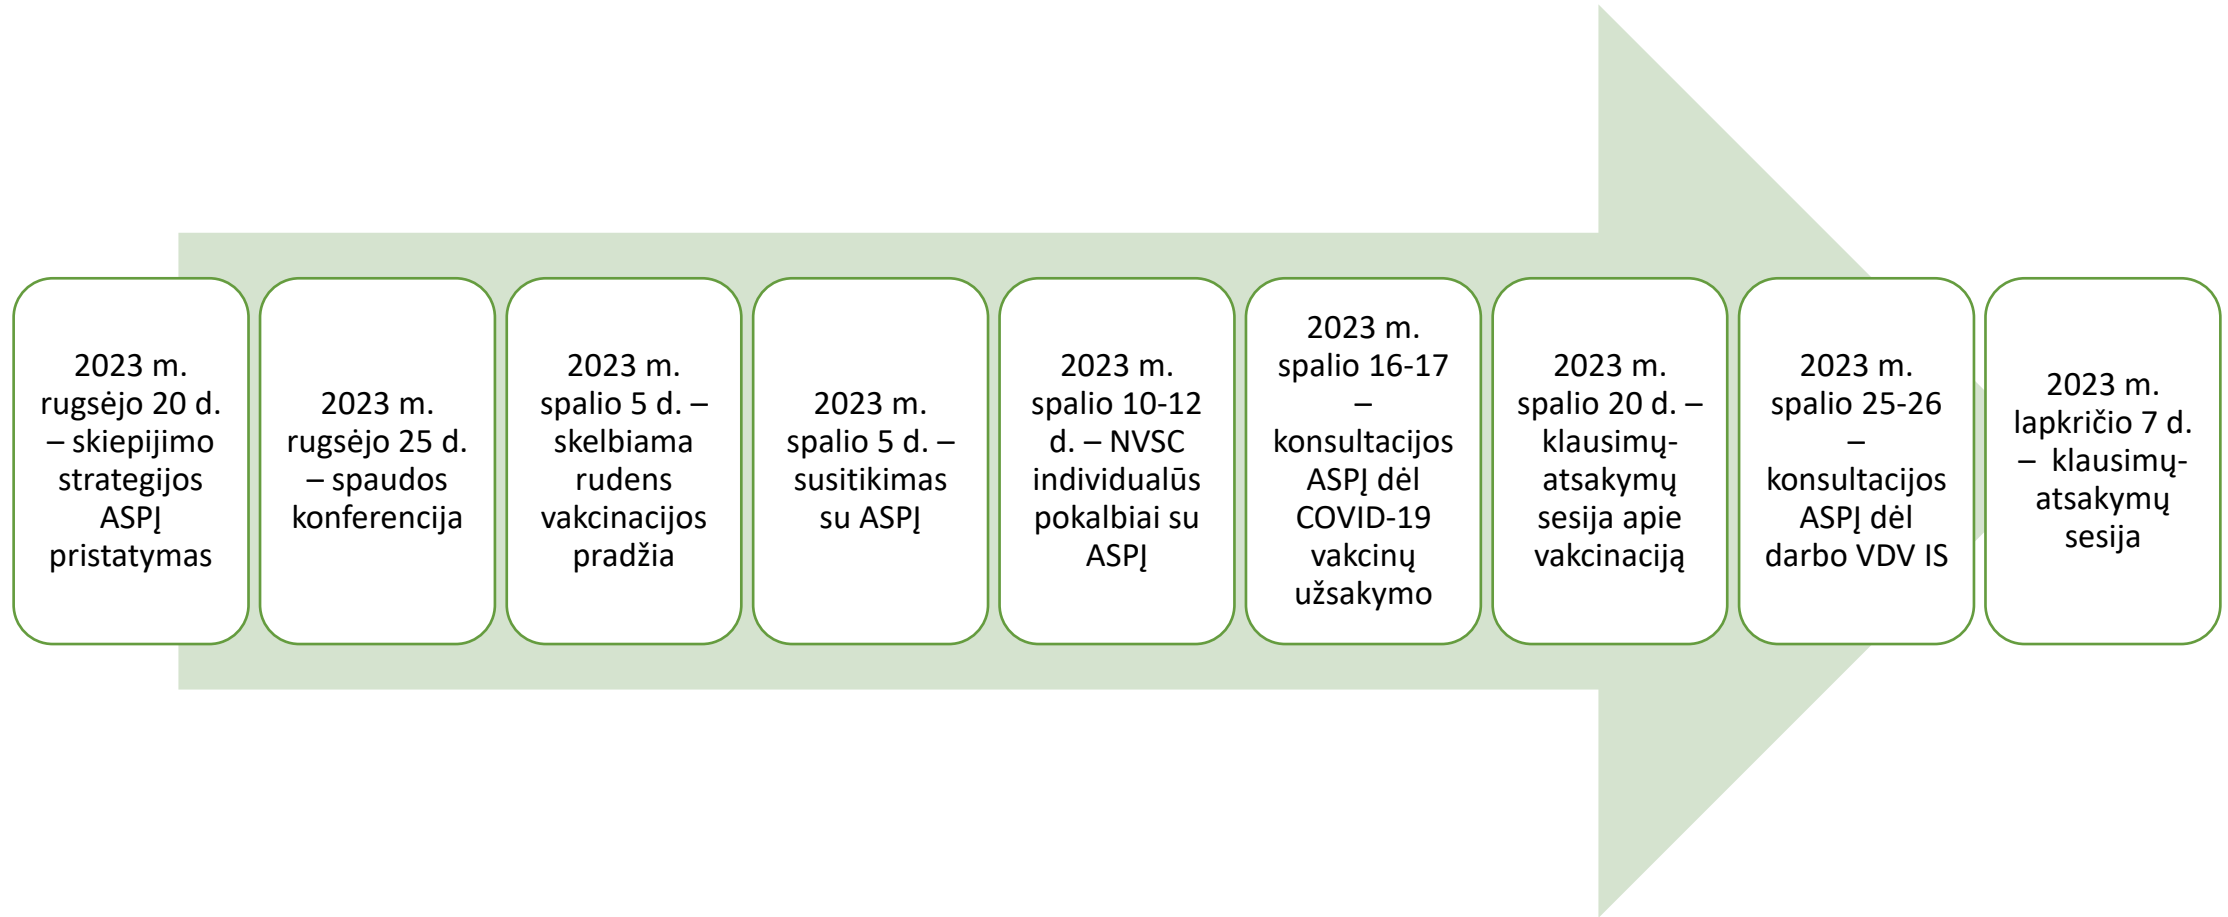 2023 m.
rugsėjo 20 d.
– skiepijimo
strategijos
ASPĮ
pristatymas
2023 m.
rugsėjo 25 d.
– spaudos
konferencija
2023 m.
spalio 5 d. –
skelbiama
rudens
vakcinacijos
pradžia
2023 m.
spalio 5 d. –
susitikimas
su ASPĮ
2023 m.
spalio 10-12
d. – NVSC
individualūs
pokalbiai su
ASPĮ
2023 m.
spalio 16-17
–
konsultacijos
ASPĮ dėl
COVID-19
vakcinų
užsakymo
2023 m.
spalio 20 d. –
klausimų-
atsakymų
sesija apie
vakcinaciją
2023 m.
spalio 25-26
–
konsultacijos
ASPĮ dėl
darbo VDV IS
2023 m.
lapkričio 7 d.
– klausimų-
atsakymų
sesija